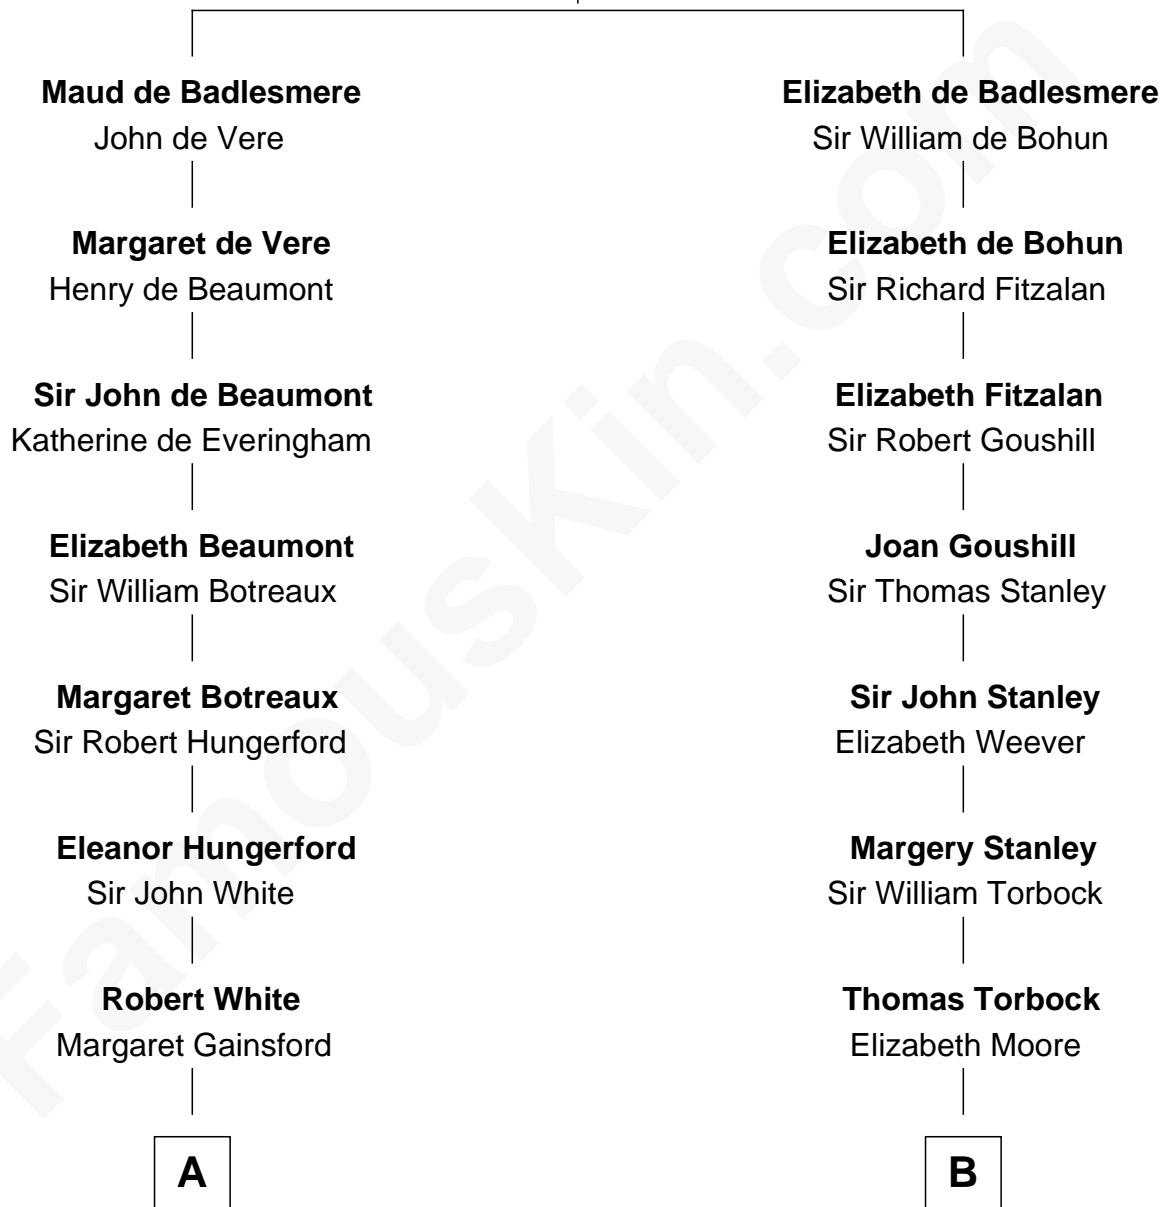 Maud de Badlesmere
John de Vere
Margaret de Vere
Henry de Beaumont
Sir John de Beaumont
Katherine de Everingham
Elizabeth Beaumont
Sir William Botreaux
Margaret Botreaux
Sir Robert Hungerford
Eleanor Hungerford
Sir John White
Robert White
Margaret Gainsford
A
Elizabeth de Badlesmere
Sir William de Bohun
Elizabeth de Bohun
Sir Richard Fitzalan
Elizabeth Fitzalan
Sir Robert Goushill
Joan Goushill
Sir Thomas Stanley
Sir John Stanley
Elizabeth Weever
Margery Stanley
Sir William Torbock
Thomas Torbock
Elizabeth Moore
B
FamousKin.com